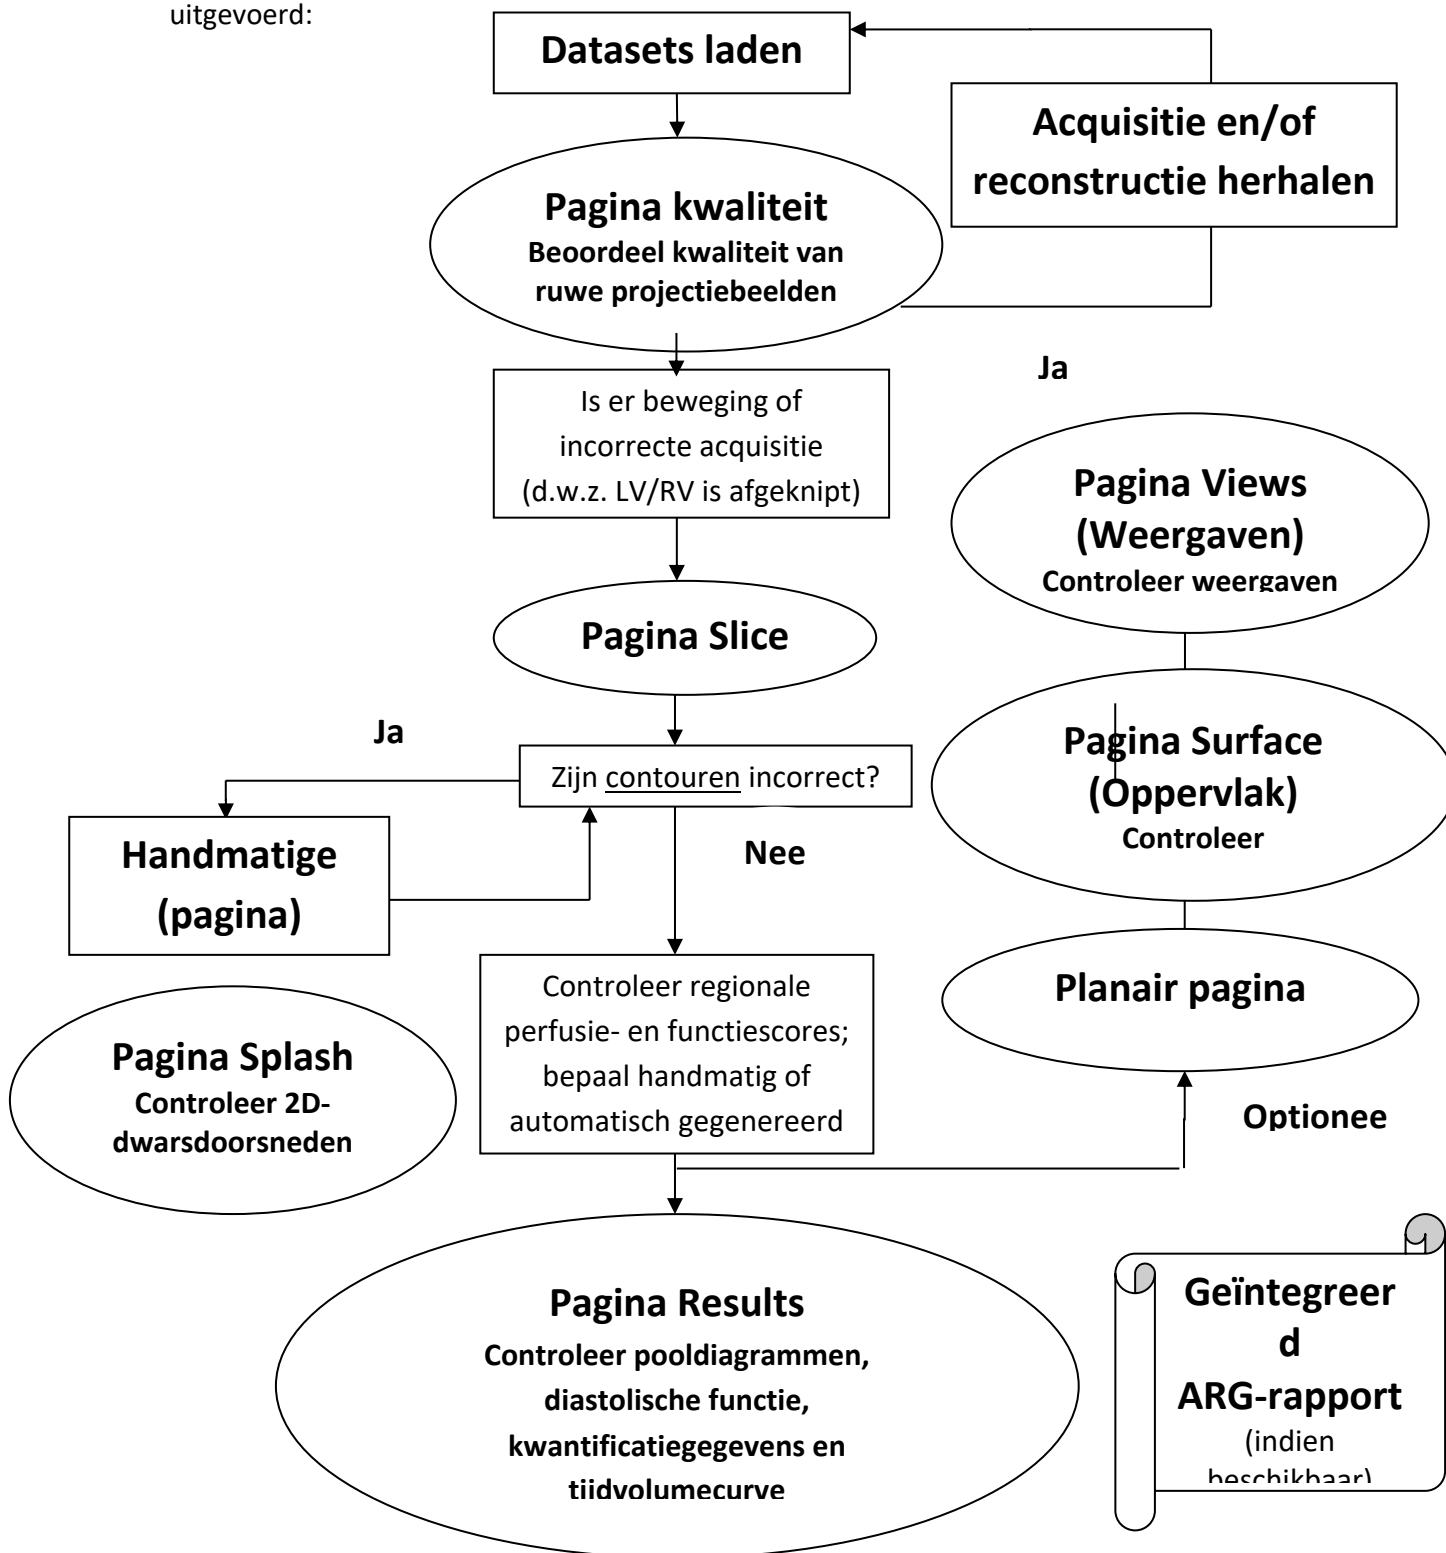 uitgevoerd:
Datasets laden
Acquisitie en/of
reconstructie herhalen
Pagina kwaliteit
Beoordeel kwaliteit van
ruwe projectiebeelden
Ja
Is er beweging of
incorrecte acquisitie
(d.w.z. LV/RV is afgeknipt)
Pagina Views
(Weergaven)
Controleer weergaven
Pagina Slice
Ja
Zijn contouren incorrect?
Pagina Surface
(Oppervlak)
Controleer
Handmatige
(pagina)
Nee
Planair pagina
Controleer regionale
perfusie- en functiescores;
bepaal handmatig of
automatisch gegenereerd
Pagina Splash
Controleer 2D-
dwarsdoorsneden
Optionee
Pagina Results
Controleer pooldiagrammen,
diastolische functie,
kwantificatiegegevens en
tijdvolumecurve
Geïntegreer
d
ARG-rapport
(indien
beschikbaar)